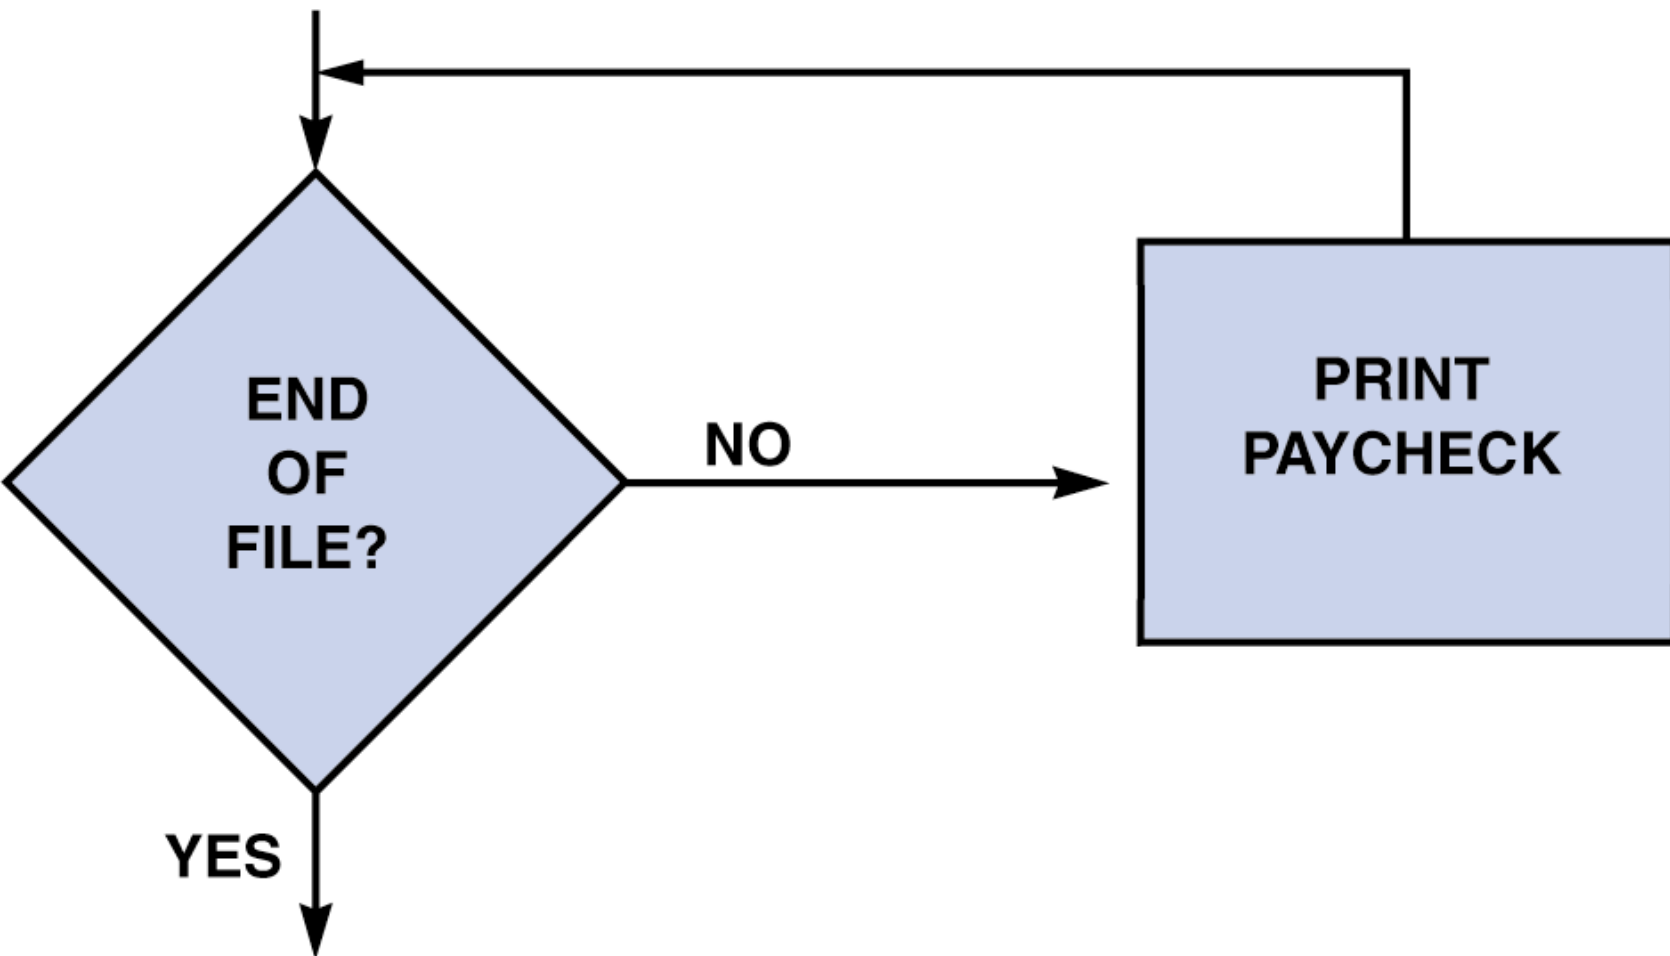 END
OF
FILE?
NO
PRINT
PAYCHECK
YES